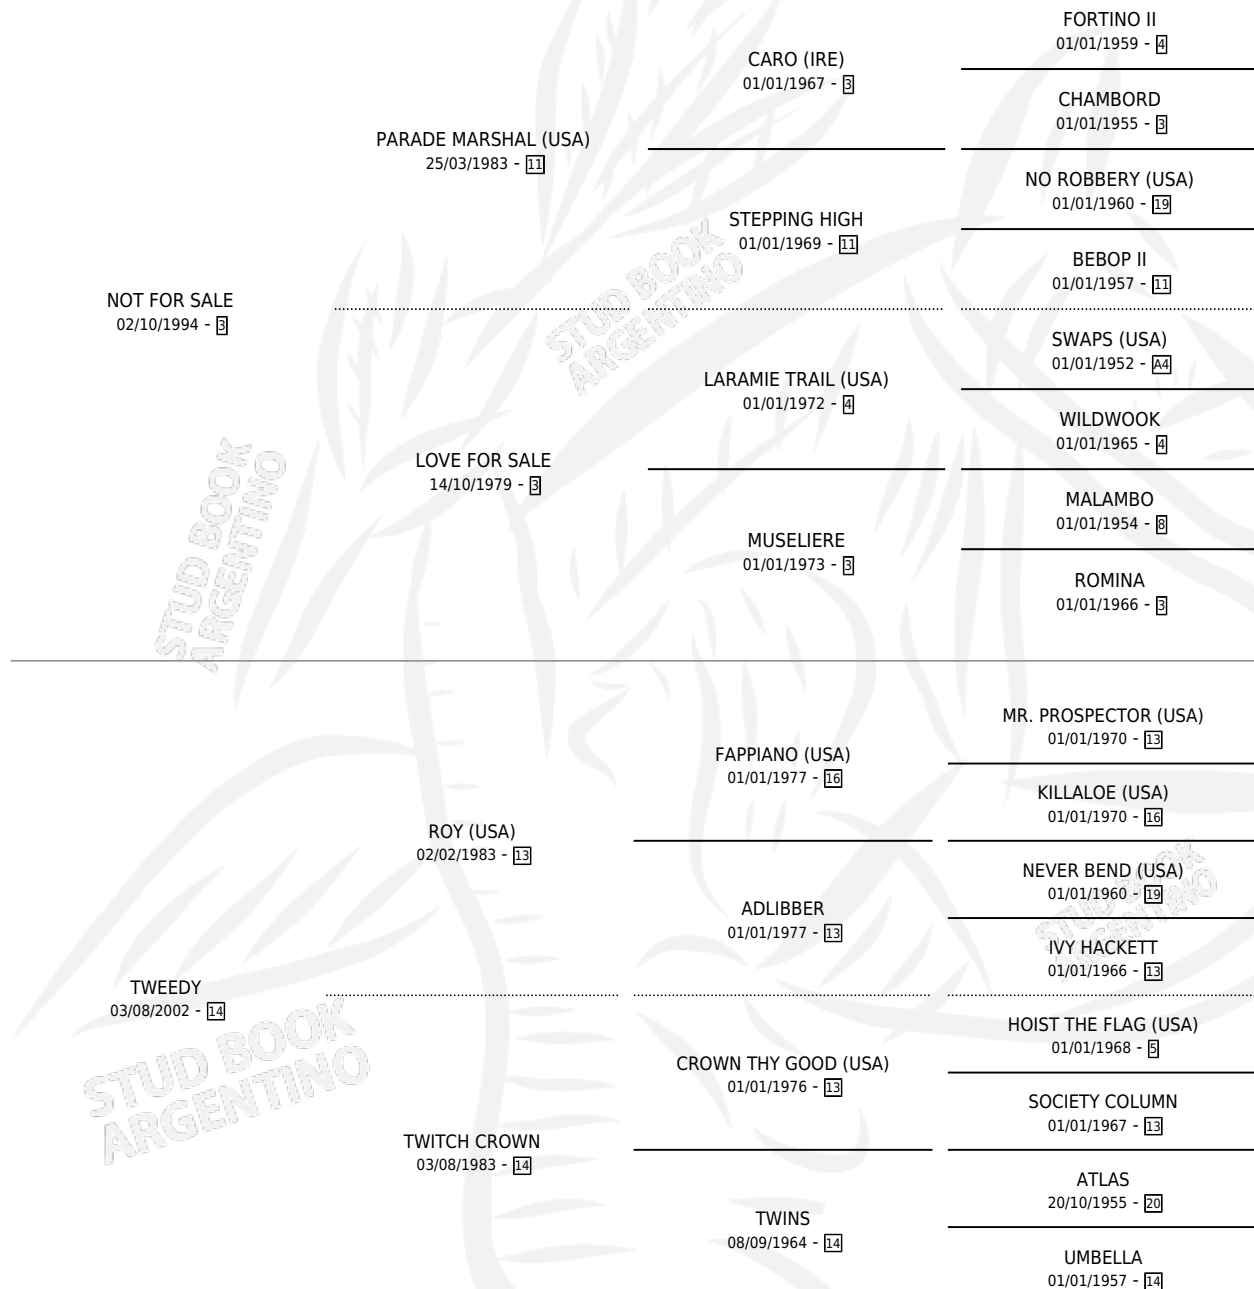 FORTINO II
01/01/1959 - 4
CARO (IRE)
01/01/1967 - 3
CHAMBORD
01/01/1955 - 3
PARADE MARSHAL (USA)
25/03/1983 - 11
NO ROBBERY (USA)
01/01/1960 - 19
STEPPING HIGH
01/01/1969 - 11
BEBOP II
01/01/1957 - 11
NOT FOR SALE
02/10/1994 - 3
SWAPS (USA)
01/01/1952 - A4
LARAMIE TRAIL (USA)
01/01/1972 - 4
WILDWOOK
01/01/1965 - 4
LOVE FOR SALE
14/10/1979 - 3
MALAMBO
01/01/1954 - 8
MUSELIERE
01/01/1973 - 3
ROMINA
01/01/1966 - 3
STUD BOOK
ARGENTINO
STUD BOOK
ARGENTINO
MR. PROSPECTOR (USA)
01/01/1970 - 13
FAPPIANO (USA)
01/01/1977 - 16
KILLALOE (USA)
01/01/1970 - 16
ROY (USA)
02/02/1983 - 13
NEVER BEND (USA)
01/01/1960 - 19
ADLIBBER
01/01/1977 - 13
IVY HACKETT
01/01/1966 - 13
TWEEDY
03/08/2002 - 14
HOIST THE FLAG (USA)
01/01/1968 - 5
CROWN THY GOOD (USA)
01/01/1976 - 13
SOCIETY COLUMN
01/01/1967 - 13
TWITCH CROWN
03/08/1983 - 14
ATLAS
20/10/1955 - 20
TWINS
08/09/1964 - 14
UMBELLA
01/01/1957 - 14
STUD BOOK
ARGENTINO
STUD BOOK
ARGENTINO